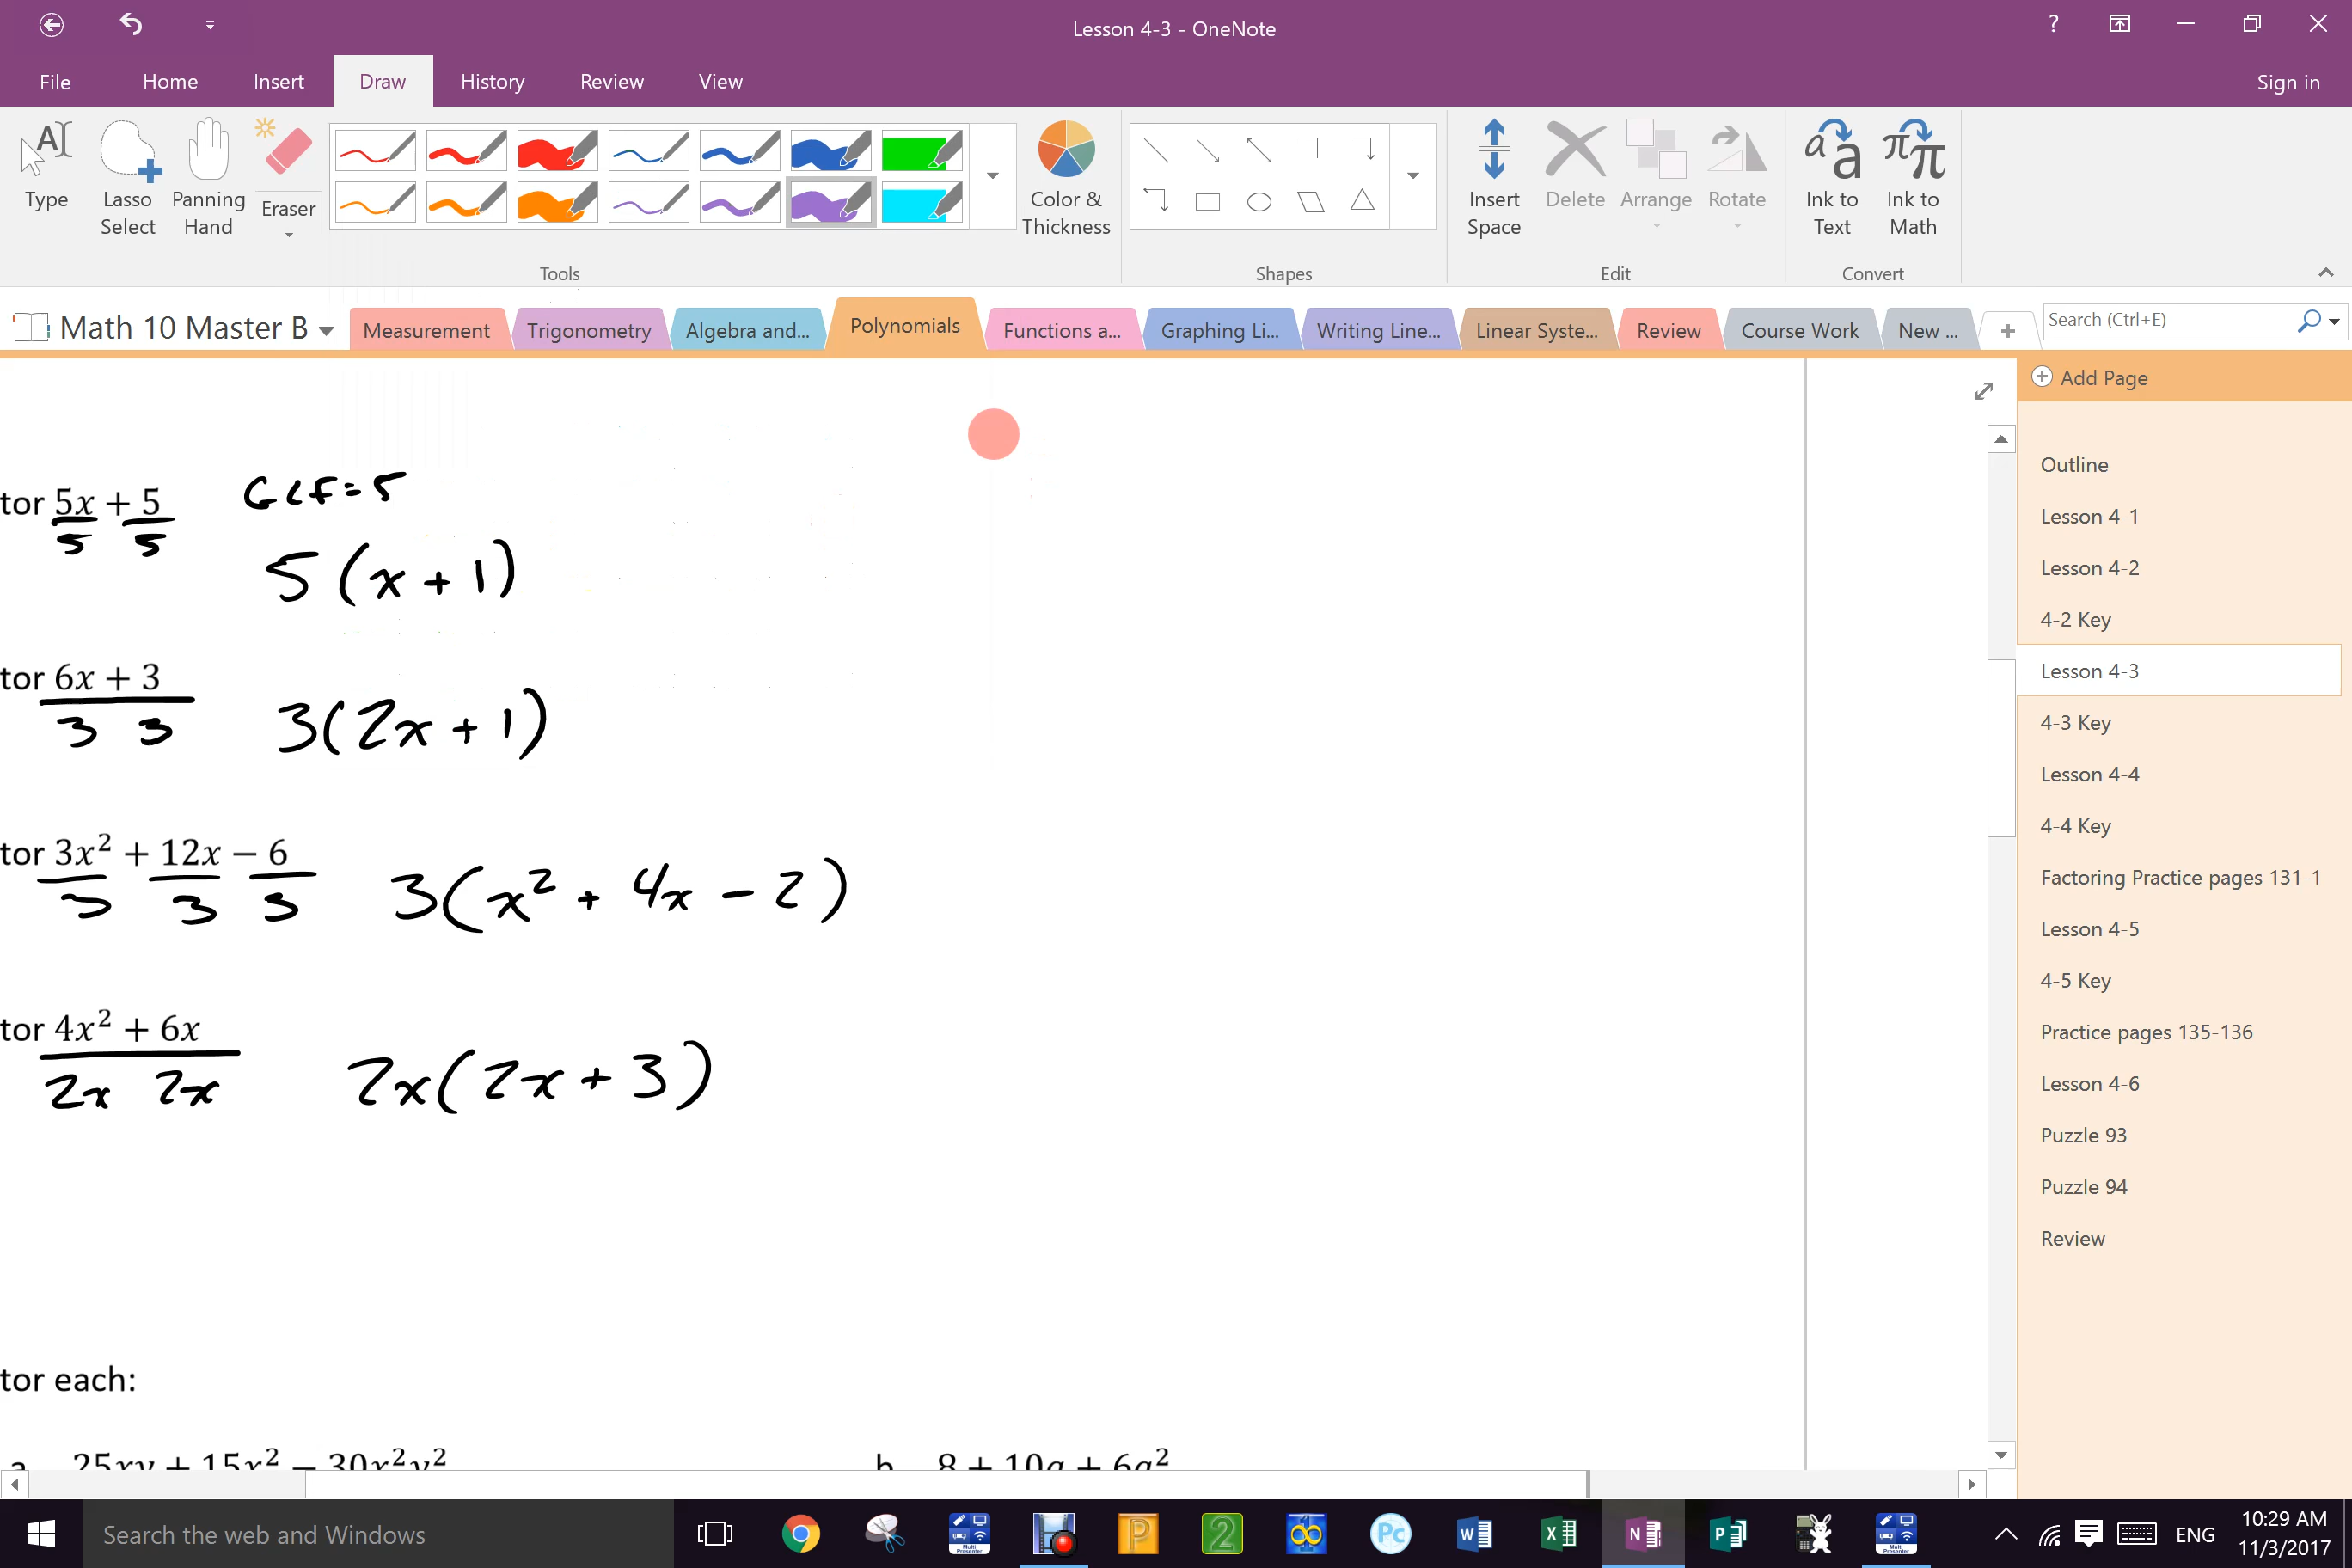 Lesson 4-3 - OneNote
?
File Home Insert Draw History Review View Sign in
Type
Lasso Select
Panning Hand
Eraser
Color & Thickness
Insert Space
Delete
Arrange
Rotate
Ink to Text
Ink to Math
Tools Shapes Edit Convert
Math 10 Master B Measurement Trigonometry Algebra and... Polynomials Functions a... Graphing Li... Writing Line... Linear Syste... Review Course Work New ... + Search (Ctrl+E)
Add Page
Outline
Lesson 4-1
Lesson 4-2
4-2 Key
Lesson 4-3
4-3 Key
Lesson 4-4
4-4 Key
Factoring Practice pages 131-1
Lesson 4-5
4-5 Key
Practice pages 135-136
Lesson 4-6
Puzzle 93
Puzzle 94
Review
tor 5x + 5 GCF = 5
5 5
5(x + 1)
tor 6x + 3
3 3 3(2x + 1)
tor 3x² + 12x − 6
3 3 3 3(x² + 4x − 2)
tor 4x² + 6x
2x 2x 2x(2x + 3)
tor each:
a 25xy + 15x² − 30x²y² b 8 + 10a + 6a²
Search the web and Windows
ENG
10:29 AM
11/3/2017